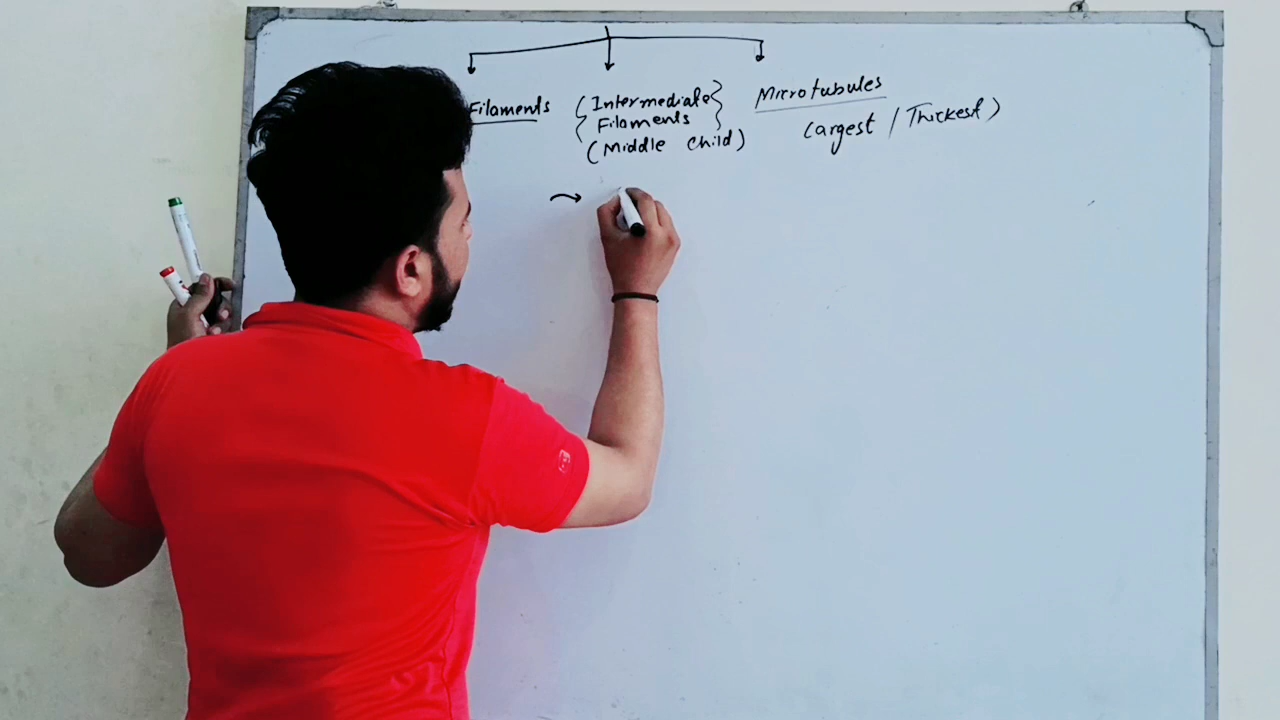 Filaments
Intermediate
Filaments
(Middle Child)
Microtubules
Largest / Thickest)